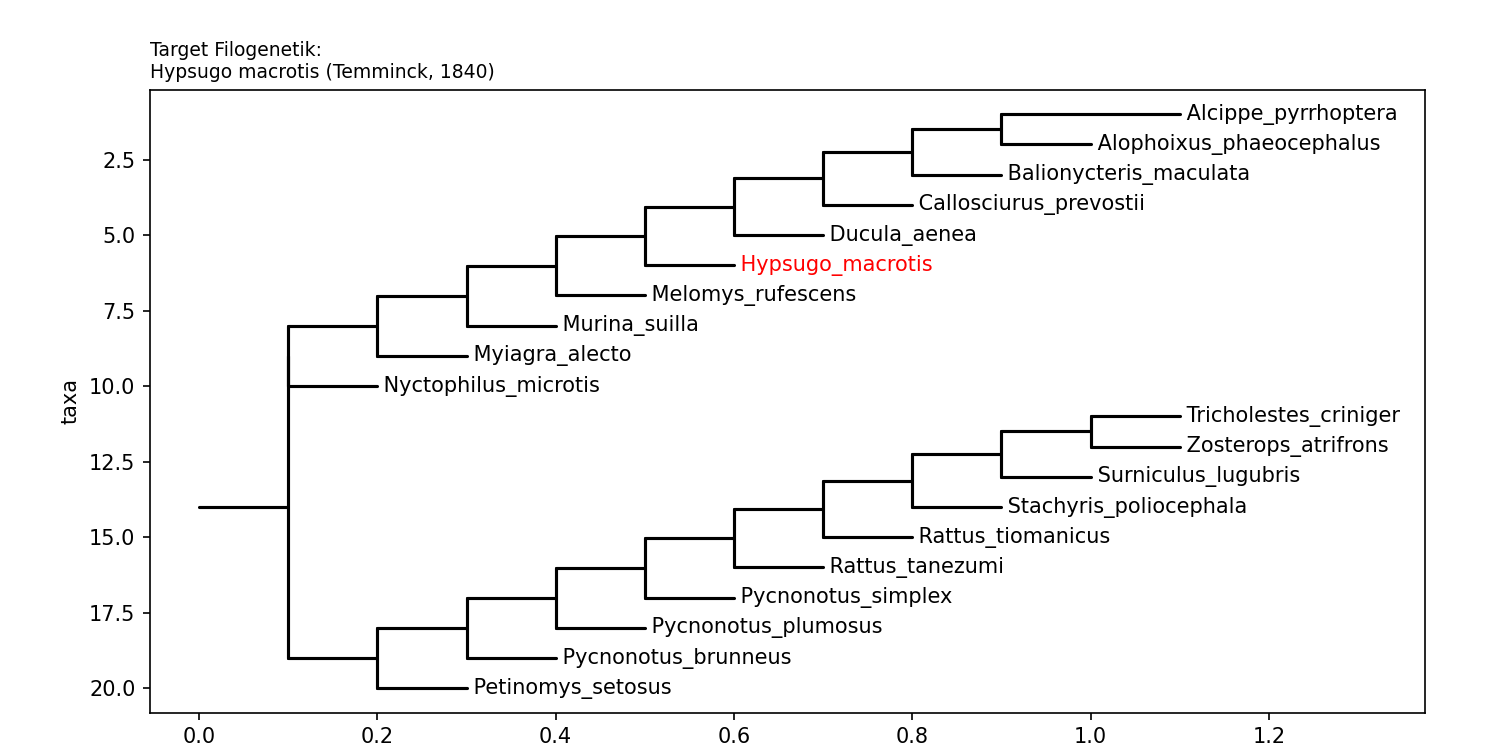 Target Filogenetik:
Hypsugo macrotis (Temminck, 1840)
Alcippe_pyrrhoptera
Alophoixus_phaeocephalus
2.5
Balionycteris_maculata
Callosciurus_prevostii
5.0
Ducula_aenea
Hypsugo_macrotis
Melomys_rufescens
7.5
Murina_suilla
Myiagra_alecto
10.0
Nyctophilus_microtis
taxa
Tricholestes_criniger
Zosterops_atrifrons
12.5
Surniculus_lugubris
Stachyris_poliocephala
15.0
Rattus_tiomanicus
Rattus_tanezumi
Pycnonotus_simplex
17.5
Pycnonotus_plumosus
Pycnonotus_brunneus
20.0
Petinomys_setosus
0.0 0.2 0.4 0.6 0.8 1.0 1.2